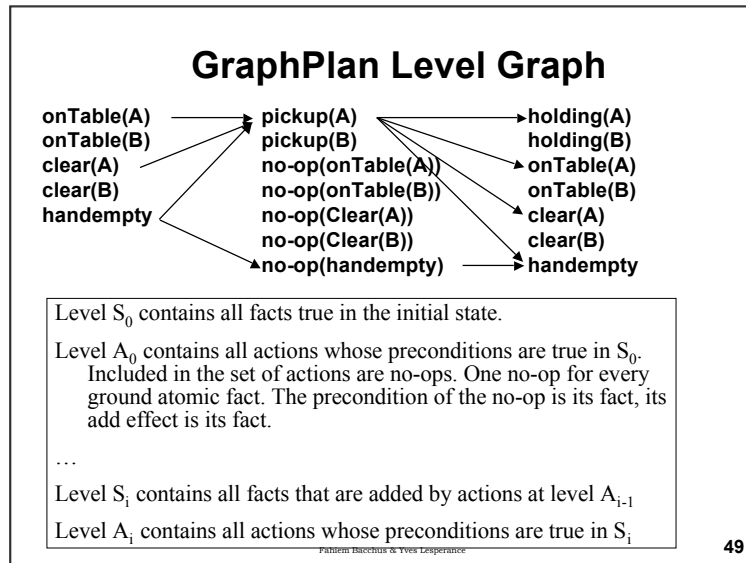 GraphPlan Level Graph
onTable(A) pickup(A) holding(A)
onTable(B) pickup(B) holding(B)
clear(A) no-op(onTable(A)) onTable(A)
clear(B) no-op(onTable(B)) onTable(B)
handempty no-op(Clear(A)) clear(A)
no-op(Clear(B)) clear(B)
no-op(handempty) handempty
Level S0 contains all facts true in the initial state.
Level A0 contains all actions whose preconditions are true in S0.
Included in the set of actions are no-ops. One no-op for every
ground atomic fact. The precondition of the no-op is its fact, its
add effect is its fact.
…
Level Si contains all facts that are added by actions at level Ai-1
Level Ai contains all actions whose preconditions are true in Si
Fahiem Bacchus & Yves Lesperance
49